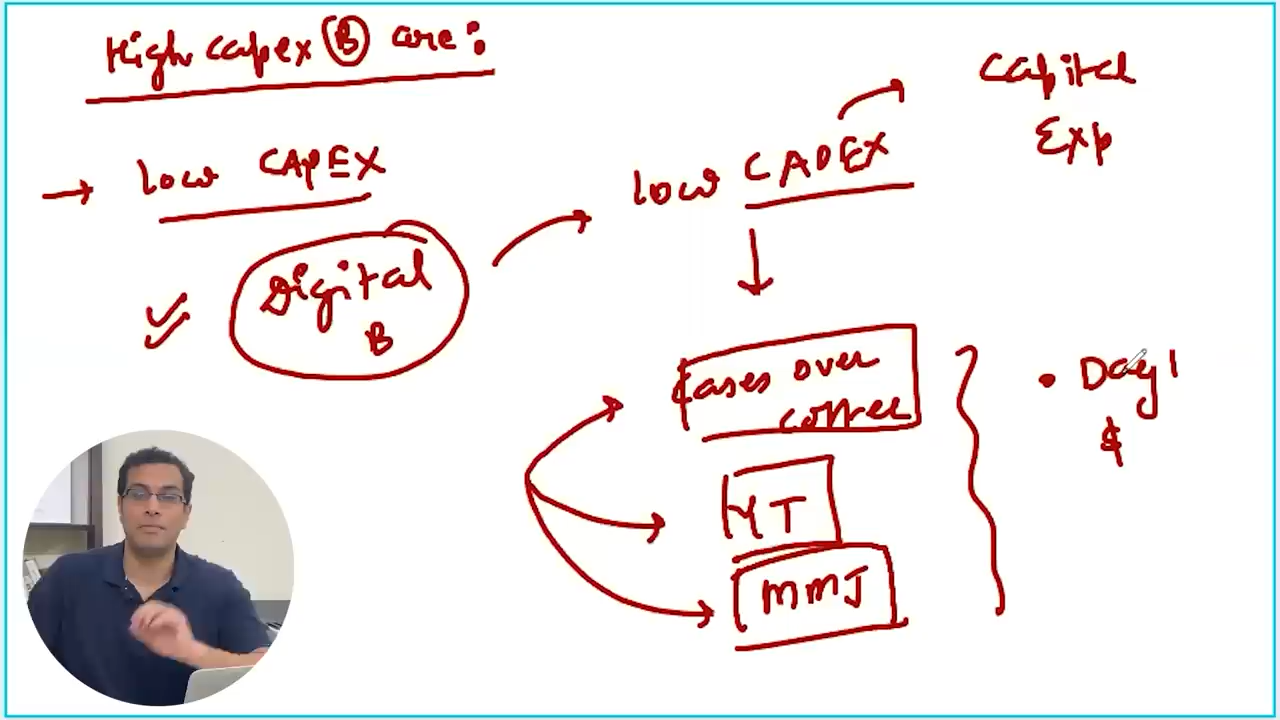 High capex B are:
→ low CAPEX
Digital
B
low CAPEX
Capital
Exp
Cases over
coffee
YT
MMJ
• Day 1
$